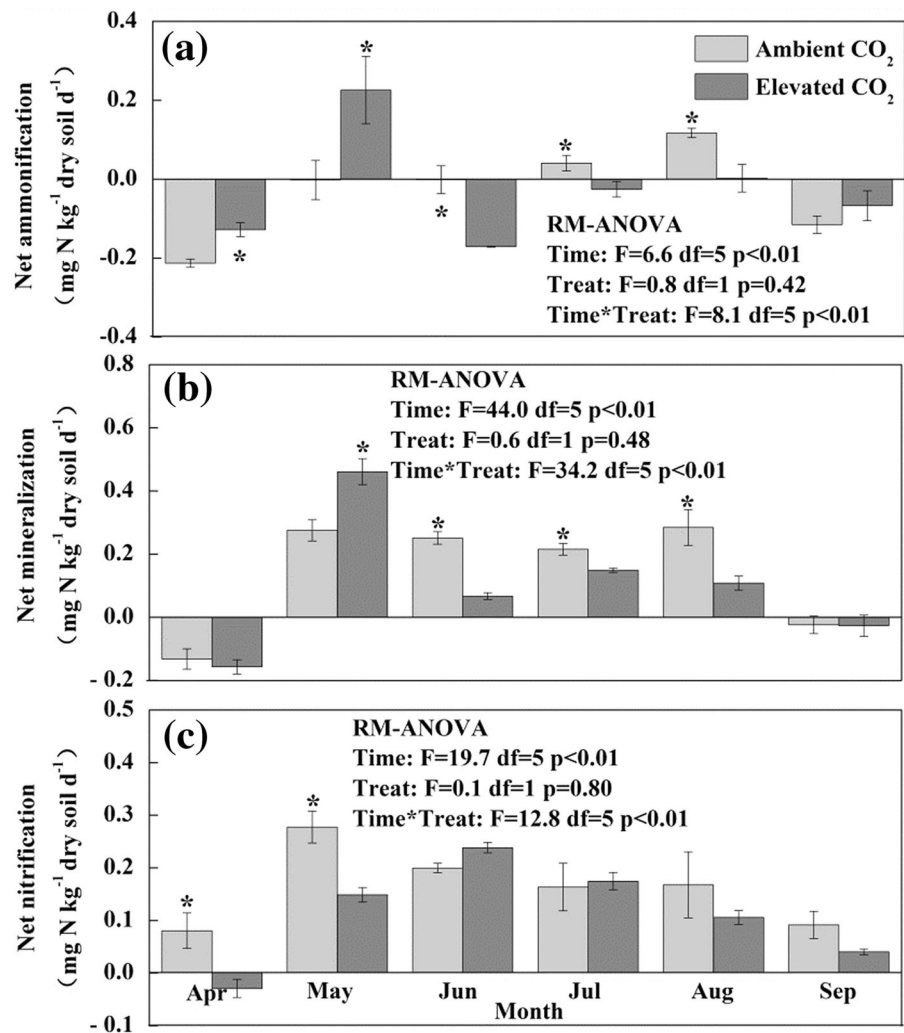 (a)
Ambient CO2
Elevated CO2
Net ammonification
(mg N kg-1 dry soil d-1)
0.4
0.2
0.0
-0.2
-0.4
*
*
*
*
*
RM-ANOVA
Time: F=6.6 df=5 p<0.01
Treat: F=0.8 df=1 p=0.42
Time*Treat: F=8.1 df=5 p<0.01
(b)
Net mineralization
(mg N kg-1 dry soil d-1)
0.8
0.6
0.4
0.2
0.0
- 0.2
RM-ANOVA
Time: F=44.0 df=5 p<0.01
Treat: F=0.6 df=1 p=0.48
Time*Treat: F=34.2 df=5 p<0.01
*
*
*
*
(c)
Net nitrification
(mg N kg-1 dry soil d-1)
0.5
0.4
0.3
0.2
0.1
0.0
- 0.1
RM-ANOVA
Time: F=19.7 df=5 p<0.01
Treat: F=0.1 df=1 p=0.80
Time*Treat: F=12.8 df=5 p<0.01
*
*
Apr May Jun Jul Aug Sep
Month